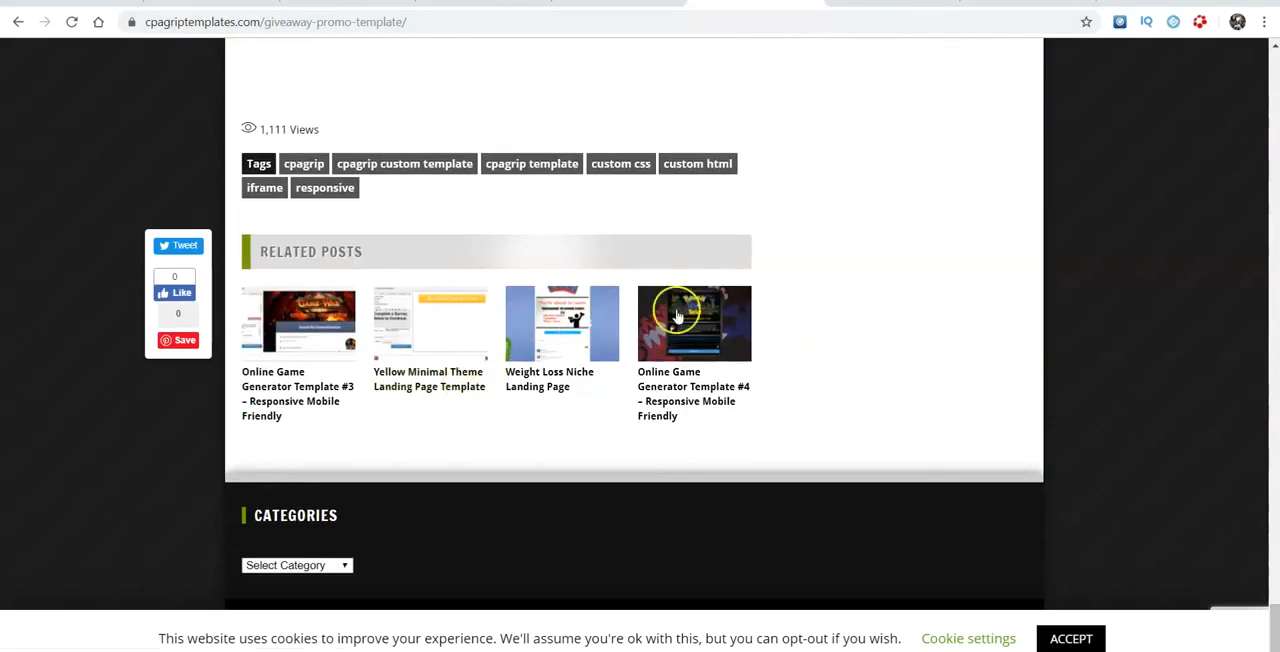 cpagriptemplates.com/giveaway-promo-template/
IQ
1,111 Views
Tags cpagrip cpagrip custom template cpagrip template custom css custom html
iframe responsive
Tweet
0
Like
0
Save
RELATED POSTS
Online Game
Generator Template #3
– Responsive Mobile
Friendly
Yellow Minimal Theme
Landing Page Template
Weight Loss Niche
Landing Page
Online Game
Generator Template #4
– Responsive Mobile
Friendly
CATEGORIES
Select Category
This website uses cookies to improve your experience. We'll assume you're ok with this, but you can opt-out if you wish. Cookie settings ACCEPT